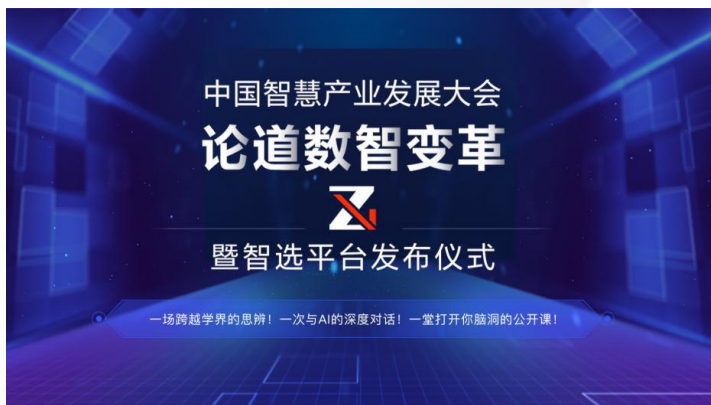 中国智慧产业发展大会
论道数智变革
暨智选平台发布仪式
一场跨越学界的思辨！一次与AI的深度对话！一堂打开你脑洞的公开课！